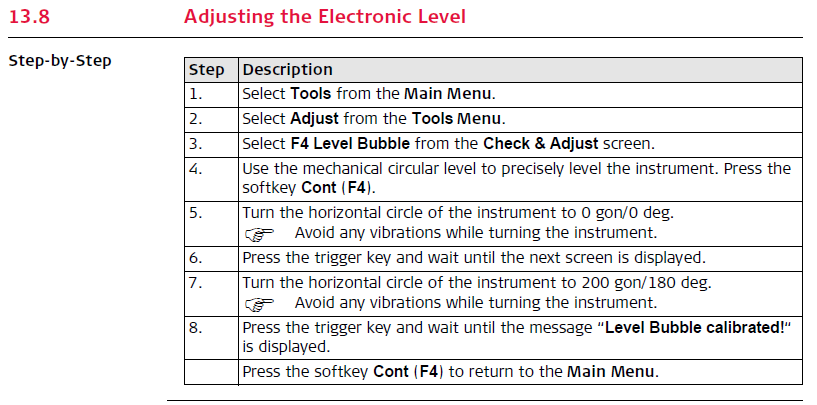 13.8 Adjusting the Electronic Level
Step-by-Step
Step Description
1. Select Tools from the Main Menu.
2. Select Adjust from the Tools Menu.
3. Select F4 Level Bubble from the Check & Adjust screen.
4. Use the mechanical circular level to precisely level the instrument. Press the
softkey Cont (F4).
5. Turn the horizontal circle of the instrument to 0 gon/0 deg.
Avoid any vibrations while turning the instrument.
6. Press the trigger key and wait until the next screen is displayed.
7. Turn the horizontal circle of the instrument to 200 gon/180 deg.
Avoid any vibrations while turning the instrument.
8. Press the trigger key and wait until the message "Level Bubble calibrated!"
is displayed.
Press the softkey Cont (F4) to return to the Main Menu.